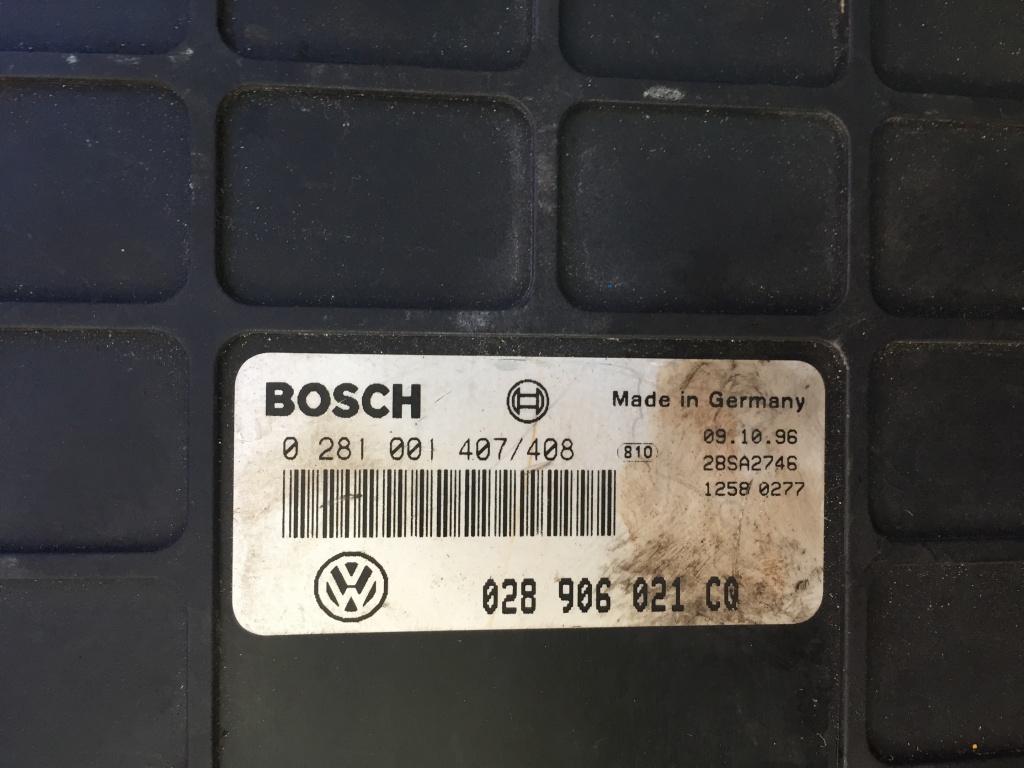 BOSCH
Made in Germany
0 281 001 407/408
810
09.10.96
28SA2746
1258 0277
VW
028 906 021 CQ